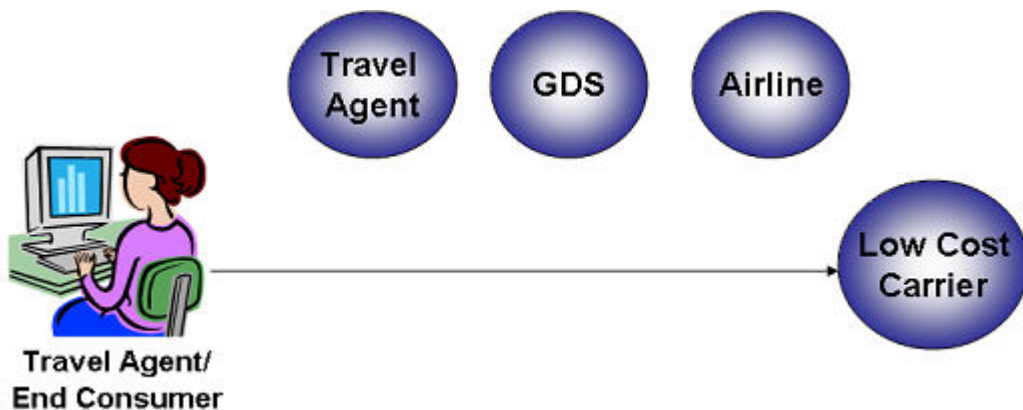 Travel
Agent
GDS
Airline
Low Cost
Carrier
Travel Agent/
End Consumer